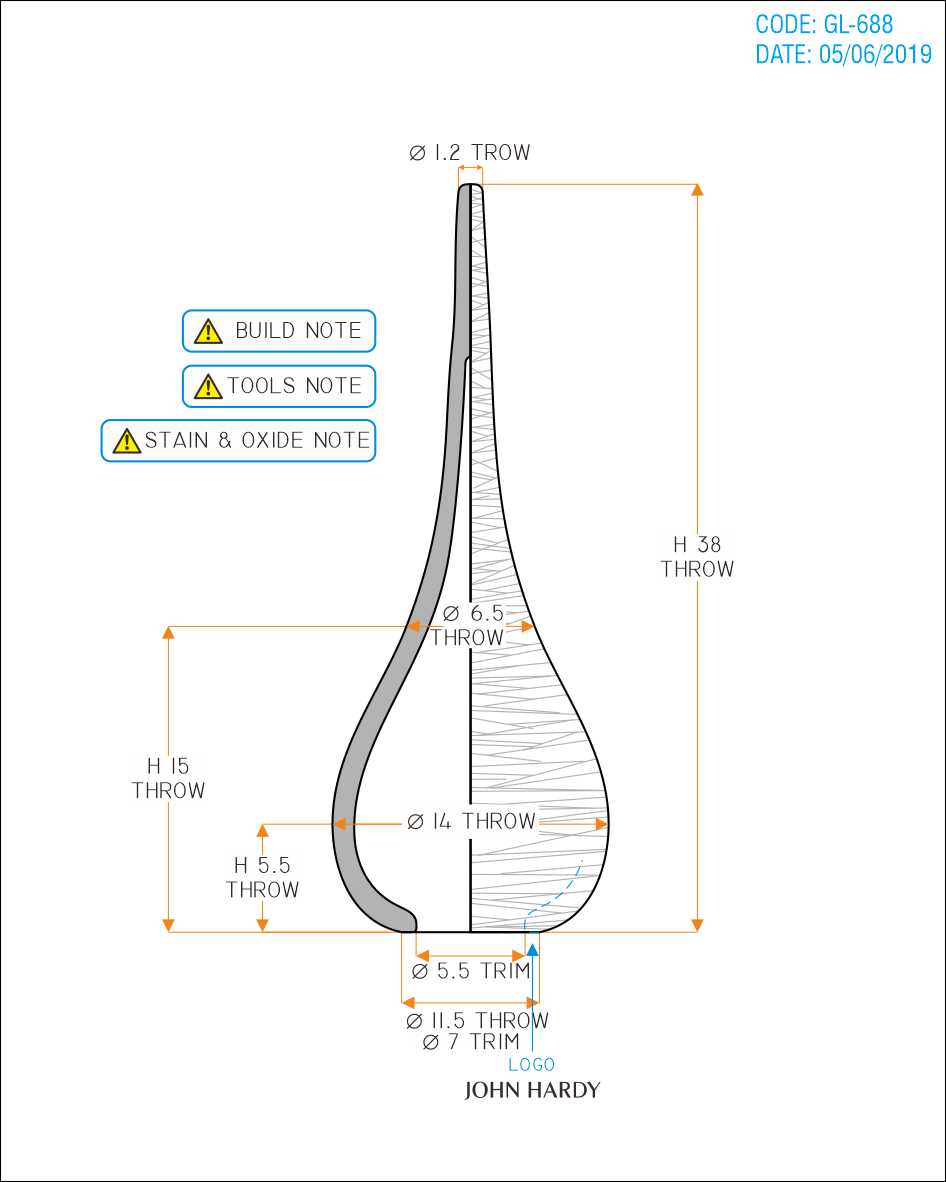 CODE: GL-688
DATE: 05/06/2019
Ø 1.2 TROW
BUILD NOTE
TOOLS NOTE
STAIN & OXIDE NOTE
H 38
THROW
Ø 6.5
THROW
H 15
THROW
Ø 14 THROW
H 5.5
THROW
Ø 5.5 TRIM
Ø 11.5 THROW
Ø 7 TRIM
LOGO
JOHN HARDY